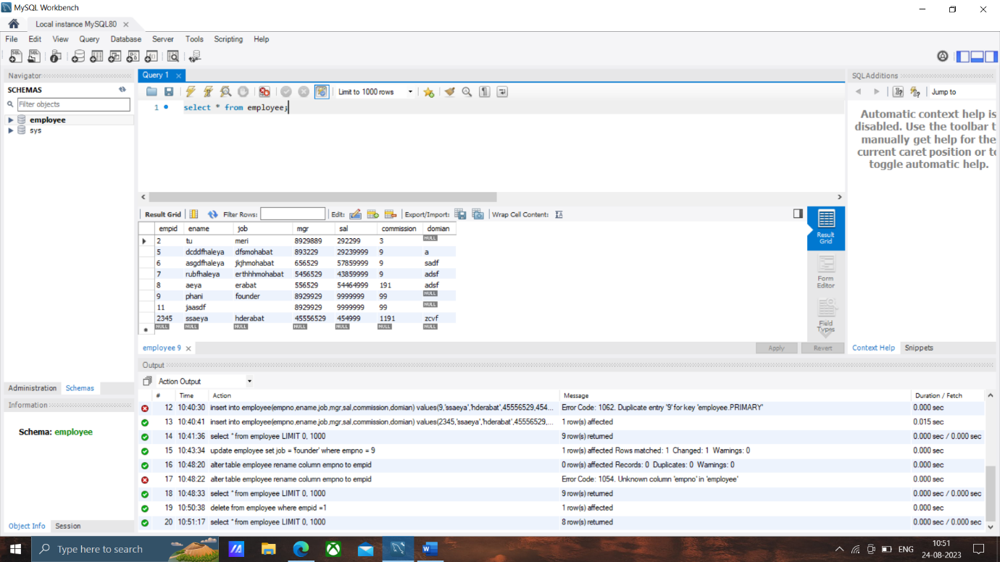 MySQL Workbench
Local instance MySQL80
File Edit View Query Database Server Tools Scripting Help
Navigator
SCHEMAS
Filter objects
employee
sys
Administration Schemas
Information
Schema: employee
Object Info Session
Query 1
Limit to 1000 rows
1 select * from employee;
Result Grid Filter Rows: Edit: Export/Import: Wrap Cell Content:
empid ename job mgr sal commission domian
2 tu meri 8929889 292299 3 NULL
5 dcddfhaleya dfsmohabat 893229 29239999 9 a
6 asgdfhaleya jkjhmohabat 656529 57859999 9 sadf
7 rubfhaleya erthhhmohabat 5456529 43859999 9 adsf
8 aeya erabat 556529 54464999 191 adsf
9 phani founder 8929929 9999999 99 NULL
11 jaasdf 8929929 9999999 99 NULL
2345 ssaeya hderabat 45556529 454999 1191 zcvf
NULL NULL NULL NULL NULL NULL NULL
Result Grid
Form Editor
Field Types
employee 9
Apply Revert
Output
Action Output
# Time Action Message Duration / Fetch
12 10:40:30 insert into employee(empno,ename,job,mgr,sal,commission,domian) values(9,'ssaeya','hderabat',45556529,454... Error Code: 1062. Duplicate entry '9' for key 'employee.PRIMARY' 0.000 sec
13 10:40:41 insert into employee(empno,ename,job,mgr,sal,commission,domian) values(2345,'ssaeya','hderabat',45556529,... 1 row(s) affected 0.015 sec
14 10:41:36 select * from employee LIMIT 0, 1000 9 row(s) returned 0.000 sec / 0.000 sec
15 10:43:34 update employee set job = 'founder' where empno = 9 1 row(s) affected Rows matched: 1 Changed: 1 Warnings: 0 0.000 sec
16 10:48:20 alter table employee rename column empno to empid 0 row(s) affected Records: 0 Duplicates: 0 Warnings: 0 0.000 sec
17 10:48:22 alter table employee rename column empno to empid Error Code: 1054. Unknown column 'empno' in 'employee' 0.000 sec
18 10:48:33 select * from employee LIMIT 0, 1000 9 row(s) returned 0.000 sec / 0.000 sec
19 10:50:38 delete from employee where empid =1 1 row(s) affected 0.000 sec
20 10:51:17 select * from employee LIMIT 0, 1000 8 row(s) returned 0.000 sec / 0.000 sec
SQLAdditions
Jump to
Automatic context help is
disabled. Use the toolbar t
manually get help for the
current caret position or to
toggle automatic help.
Context Help Snippets
Type here to search
ENG
10:51
24-08-2023